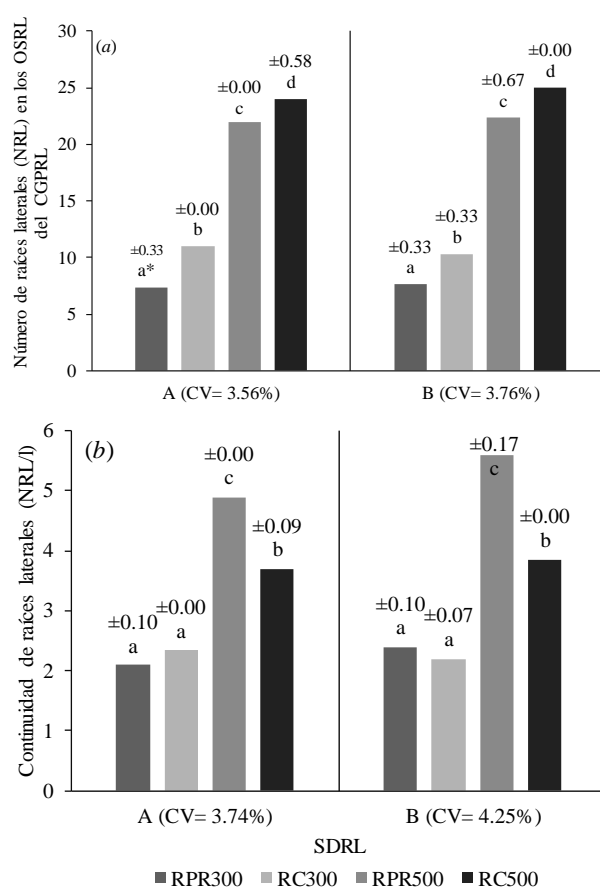 (a)
Número de raíces laterales (NRL) en los OSRL
del CGPRL
30
25
20
15
10
5
0
±0.33
a*
±0.00
b
±0.00
c
±0.58
d
±0.33
a
±0.33
b
±0.67
c
±0.00
d
A (CV= 3.56%)
B (CV= 3.76%)
(b)
Continuidad de raíces laterales (NRL/l)
6
5
4
3
2
1
0
±0.10
a
±0.00
a
±0.00
c
±0.09
b
±0.10
a
±0.07
a
±0.17
c
±0.00
b
A (CV= 3.74%)
B (CV= 4.25%)
SDRL
RPR300 RC300 RPR500 RC500